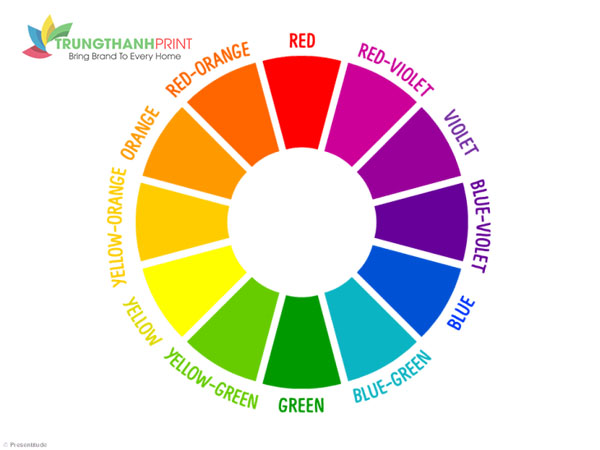 TRUNGTHANHPRINT
Bring Brand To Every Home
RED
RED-VIOLET
VIOLET
BLUE-VIOLET
BLUE
BLUE-GREEN
GREEN
YELLOW-GREEN
YELLOW
YELLOW-ORANGE
ORANGE
RED-ORANGE
© Presentitude